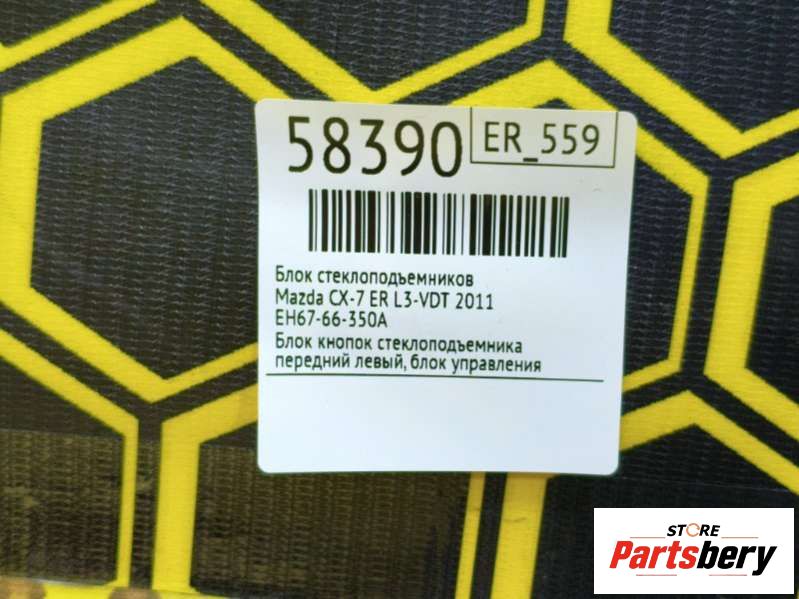 58390
ER_559
Блок стеклоподъемников
Mazda CX-7 ER L3-VDT 2011
EH67-66-350A
Блок кнопок стеклоподъемника
передний левый, блок управления
STORE
Partsbery